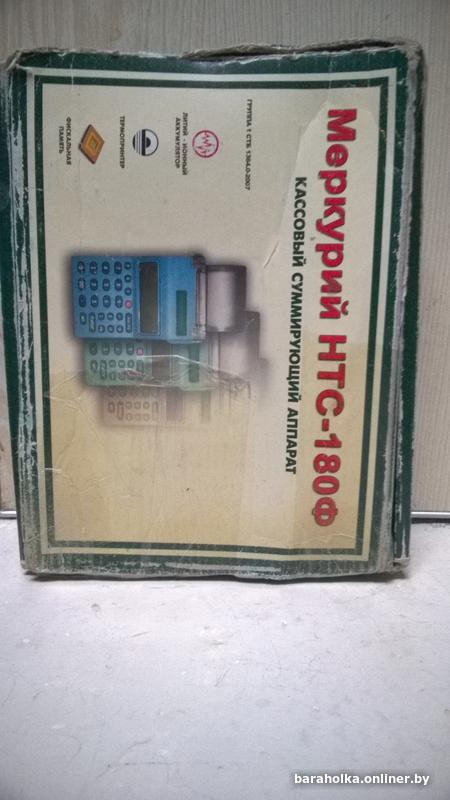 Меркурий НТС-180Ф
КАССОВЫЙ СУММИРУЮЩИЙ АППАРАТ
ГРУППА 1 СТБ 1364.0-2007
ЛИТИЙ - ИОННЫЙ
АККУМУЛЯТОР
ТЕРМОПРИНТЕР
ФИСКАЛЬНАЯ
ПАМЯТЬ
baraholka.onliner.by